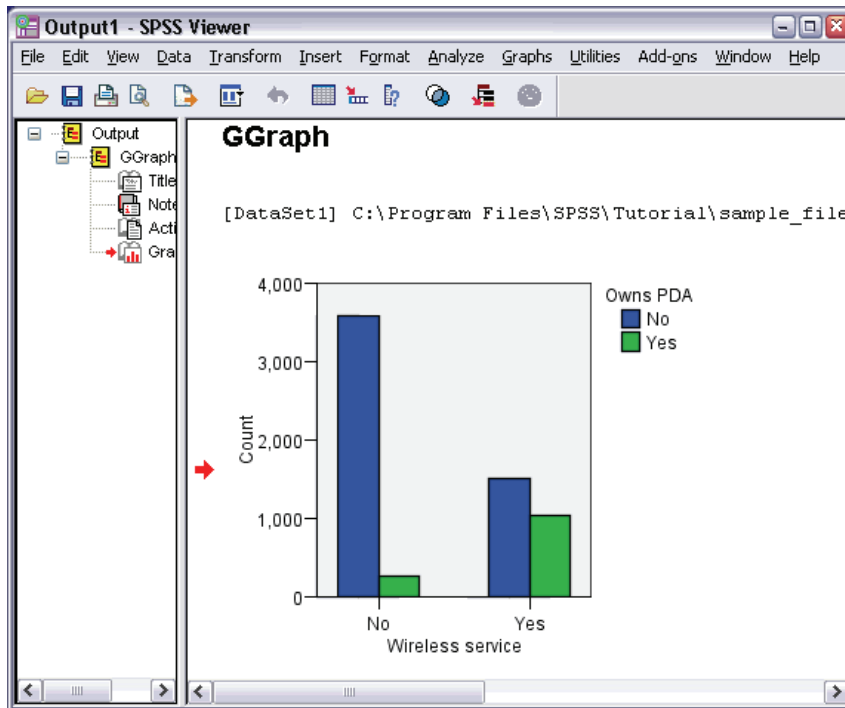 Output1 - SPSS Viewer
File Edit View Data Transform Insert Format Analyze Graphs Utilities Add-ons Window Help
Output
GGraph
Title
Note
Acti
Gra
GGraph
[DataSet1] C:\Program Files\SPSS\Tutorial\sample_file
4,000
3,000
2,000
1,000
0
Count
No
Yes
Wireless service
Owns PDA
No
Yes